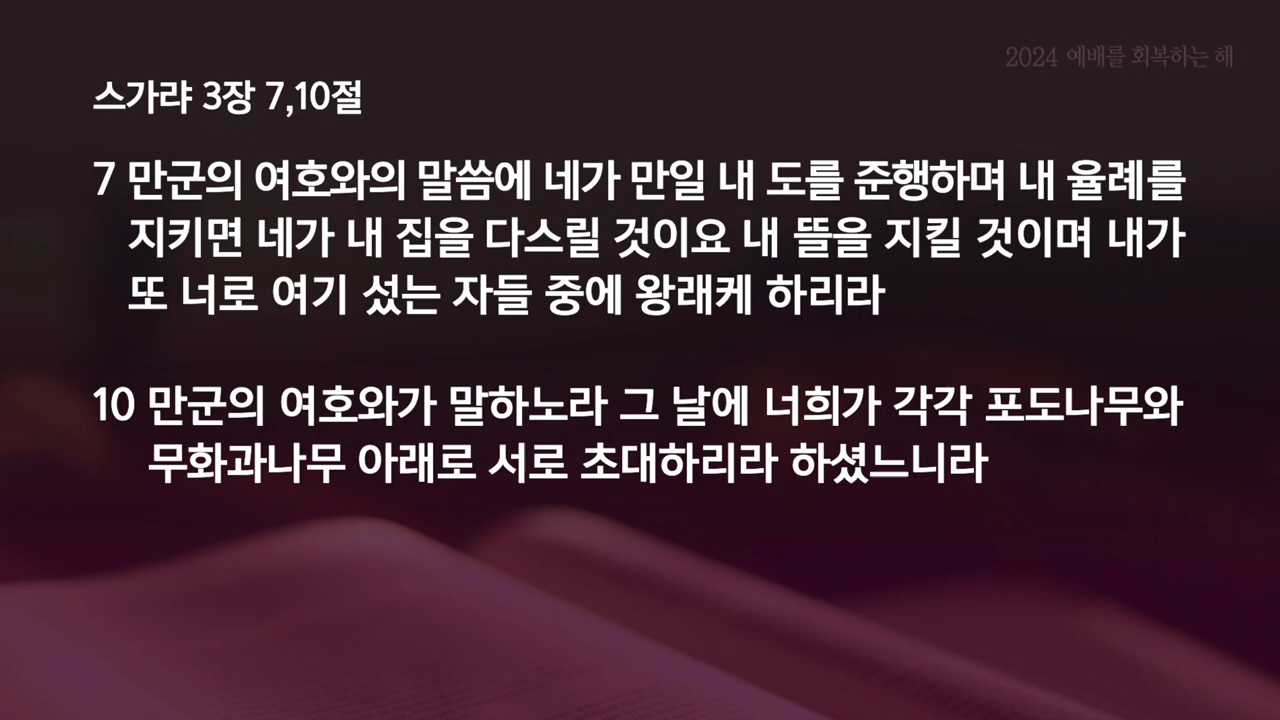 2024 예배를 회복하는 해
스가랴 3장 7,10절
7 만군의 여호와의 말씀에 네가 만일 내 도를 준행하며 내 율례를
지키면 네가 내 집을 다스릴 것이요 내 뜰을 지킬 것이며 내가
또 너로 여기 섰는 자들 중에 왕래케 하리라
10 만군의 여호와가 말하노라 그 날에 너희가 각각 포도나무와
무화과나무 아래로 서로 초대하리라 하셨느니라